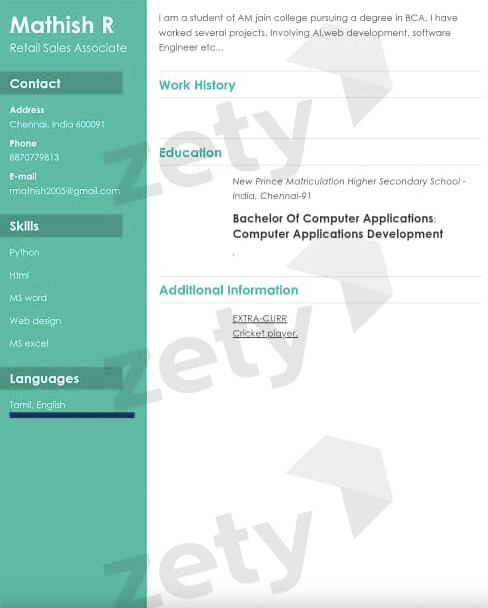 Mathish R
Retail Sales Associate
Contact
Address
Chennai, India 600091
Phone
8870779813
E-mail
rmathish2005@gmail.com
Skills
Python
Html
MS word
Web design
MS excel
Languages
Tamil, English
I am a student of AM jain college pursuing a degree in BCA. I have
worked several projects. Involving AI,web development, software
Engineer etc...
Work History
Education
New Prince Matriculation Higher Secondary School -
India, Chennai-91
Bachelor Of Computer Applications:
Computer Applications Development
.
Additional Information
EXTRA-CURR
Cricket player.
zety
zety
zety
zety